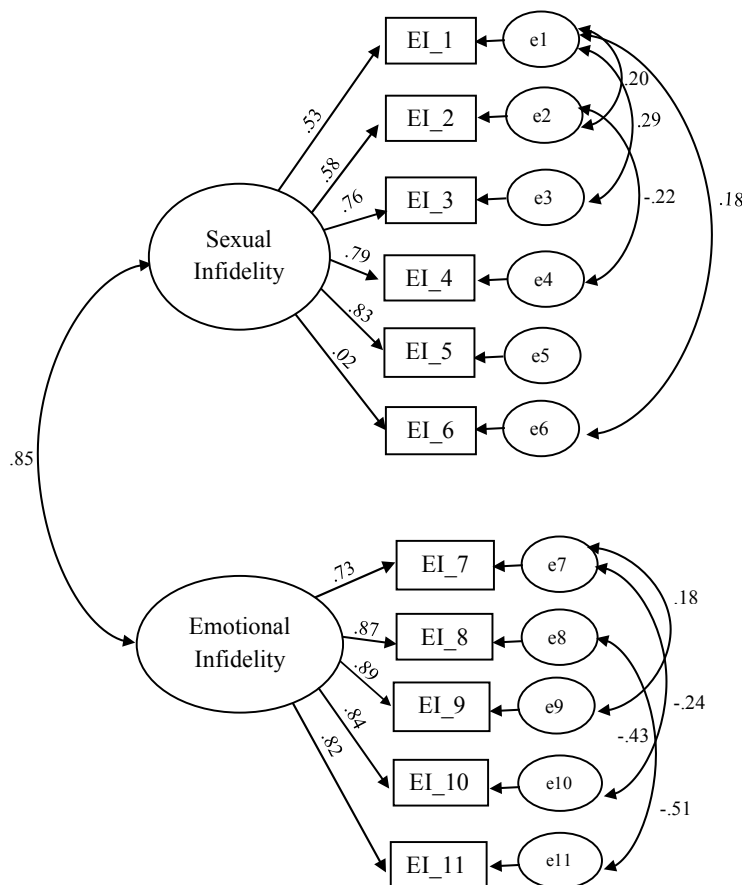 EI_1
e1
.20
.53
EI_2
e2
.29
.58
EI_3
e3
-.22
.18
.76
Sexual
Infidelity
EI_4
e4
.79
EI_5
e5
.83
EI_6
e6
.02
.85
EI_7
e7
.18
.73
EI_8
e8
.87
Emotional
Infidelity
EI_9
e9
-.24
.89
-.43
EI_10
e10
.84
-.51
.82
EI_11
e11